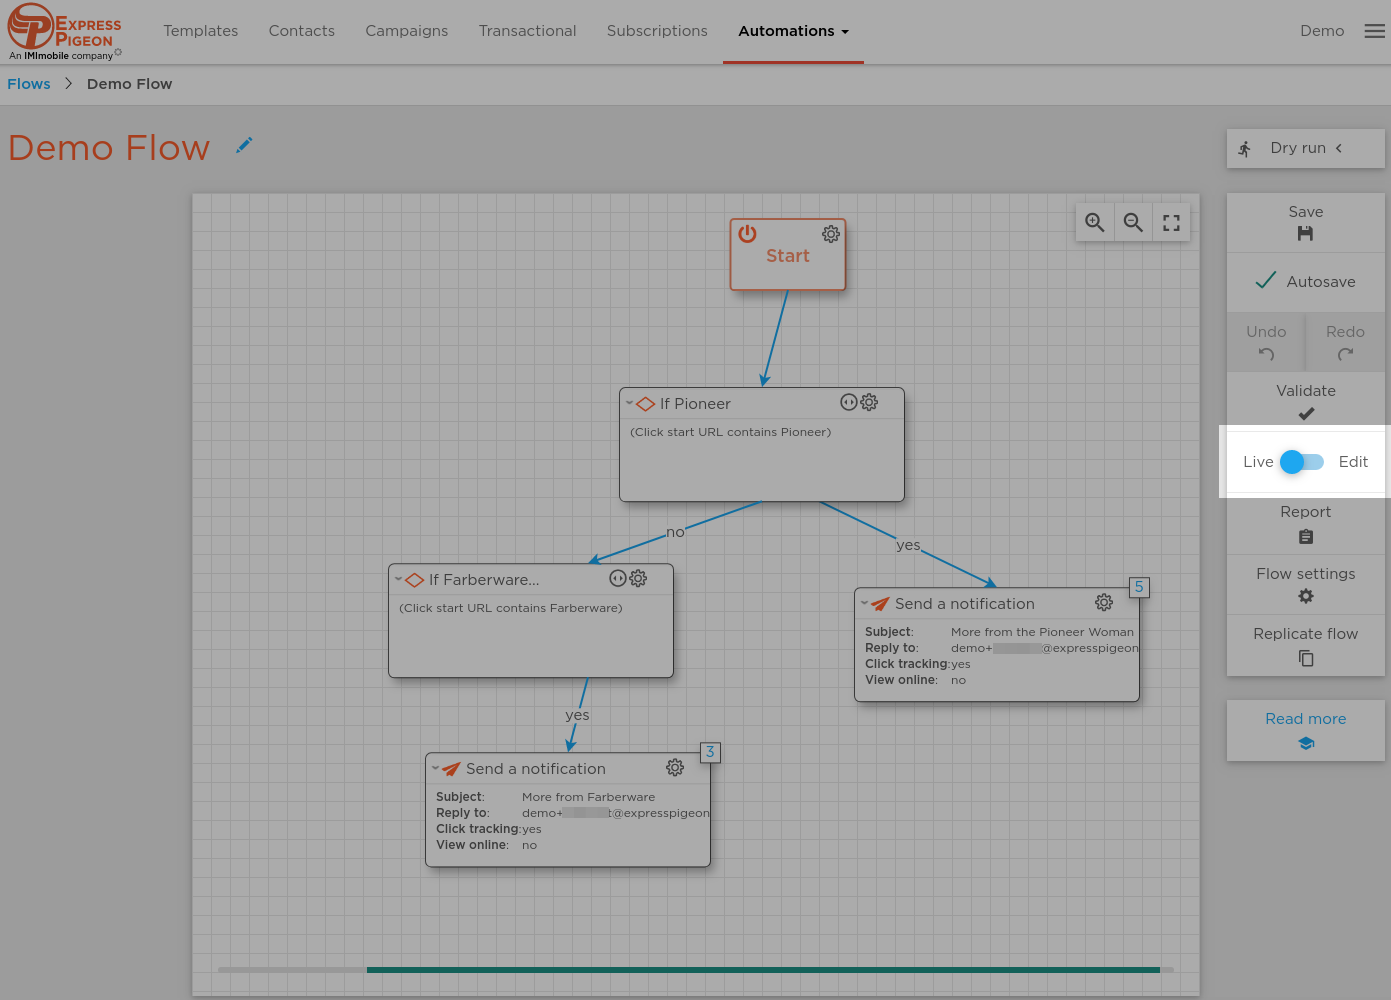 EXPRESS
PIGEON
An IMImobile company
Templates Contacts Campaigns Transactional Subscriptions Automations Demo
Flows > Demo Flow
Demo Flow
Dry run <
Start
Save
Autosave
Undo Redo
Validate
Live Edit
Report
Flow settings
Replicate flow
Read more
If Pioneer
(Click start URL contains Pioneer)
no
yes
If Farberware...
(Click start URL contains Farberware)
5
Send a notification
Subject: More from the Pioneer Woman
Reply to: demo+ @expresspigeon
Click tracking: yes
View online: no
yes
3
Send a notification
Subject: More from Farberware
Reply to: demo+ t@expresspigeon
Click tracking: yes
View online: no